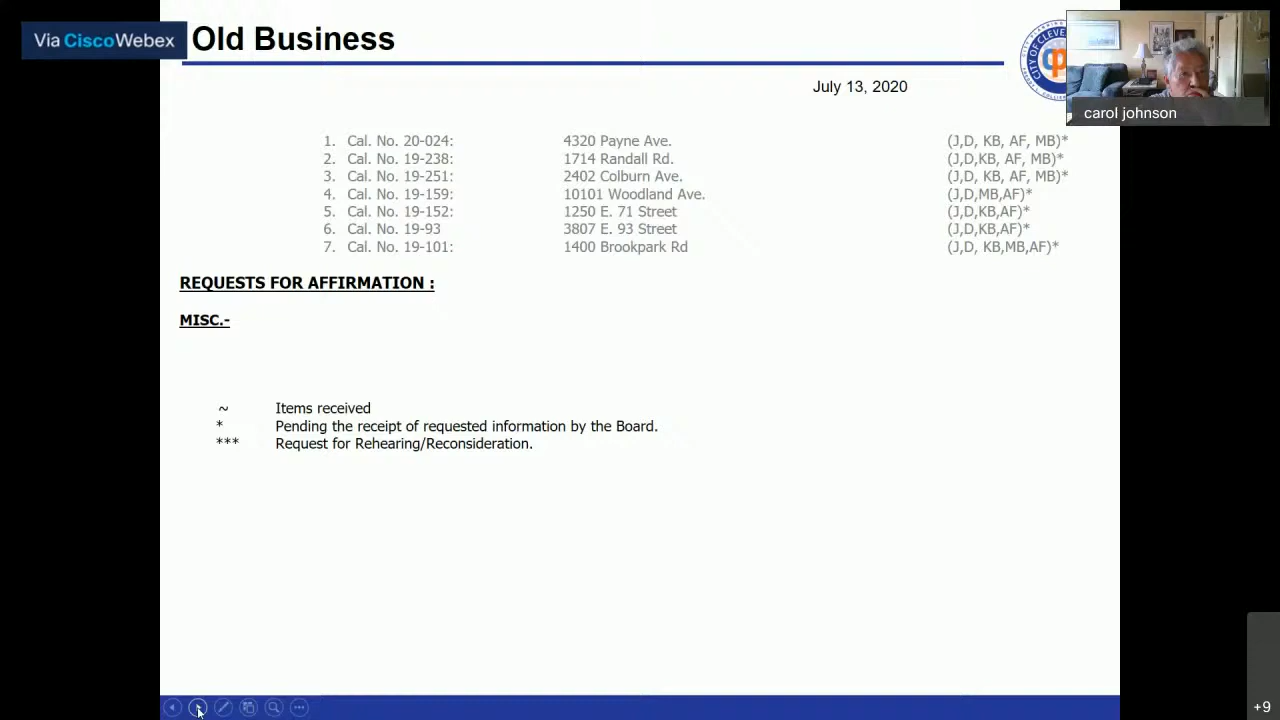 Via CiscoWebex
Old Business
July 13, 2020
carol johnson
1. Cal. No. 20-024: 4320 Payne Ave. (J,D, KB, AF, MB)*
2. Cal. No. 19-238: 1714 Randall Rd. (J,D,KB, AF, MB)*
3. Cal. No. 19-251: 2402 Colburn Ave. (J,D, KB, AF, MB)*
4. Cal. No. 19-159: 10101 Woodland Ave. (J,D,MB,AF)*
5. Cal. No. 19-152: 1250 E. 71 Street (J,D,KB,AF)*
6. Cal. No. 19-93 3807 E. 93 Street (J,D,KB,AF)*
7. Cal. No. 19-101: 1400 Brookpark Rd (J,D, KB,MB,AF)*
REQUESTS FOR AFFIRMATION :
MISC.-
~ Items received
* Pending the receipt of requested information by the Board.
*** Request for Rehearing/Reconsideration.
+9